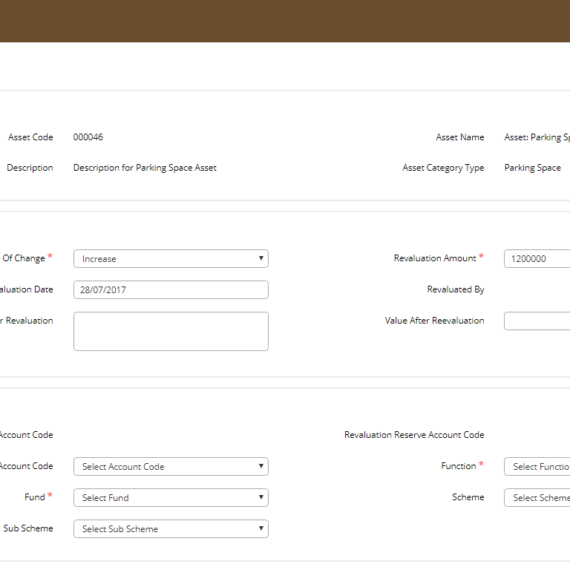 Asset Code 000046 Asset Name Asset: Parking
Description Description for Parking Space Asset Asset Category Type Parking Space
Of Change * Increase Revaluation Amount * 1200000
Date 28/07/2017 Revaluated By
Revaluation Value After Reevaluation
Account Code Revaluation Reserve Account Code
Account Code Select Account Code Function * Select
Fund * Select Fund Scheme Select Scheme
Sub Scheme Select Sub Scheme